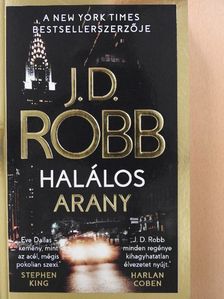 A NEW YORK TIMES
BESTSELLERSZERZŐJE
J.D.
ROBB
HALÁLOS
ARANY
„Eve Dallas
kemény, mint
az acél, mégis
pokolian szexi."
STEPHEN
KING
„J. D. Robb
minden regénye
kihagyhatatlan
élvezetet nyújt."
HARLAN
COBEN